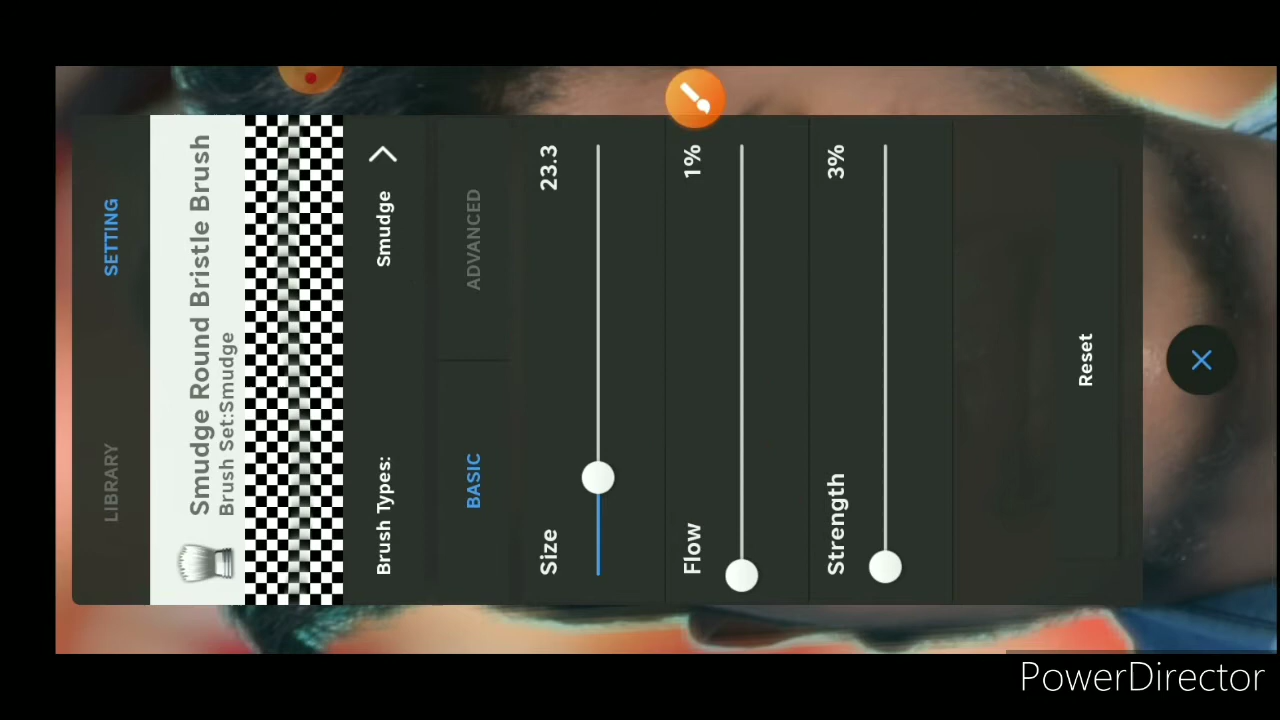 LIBRARY
SETTING
Smudge Round Bristle Brush
Brush Set:Smudge
Brush Types:
Smudge
BASIC
ADVANCED
Size
23.3
Flow
1%
Strength
3%
Reset
PowerDirector